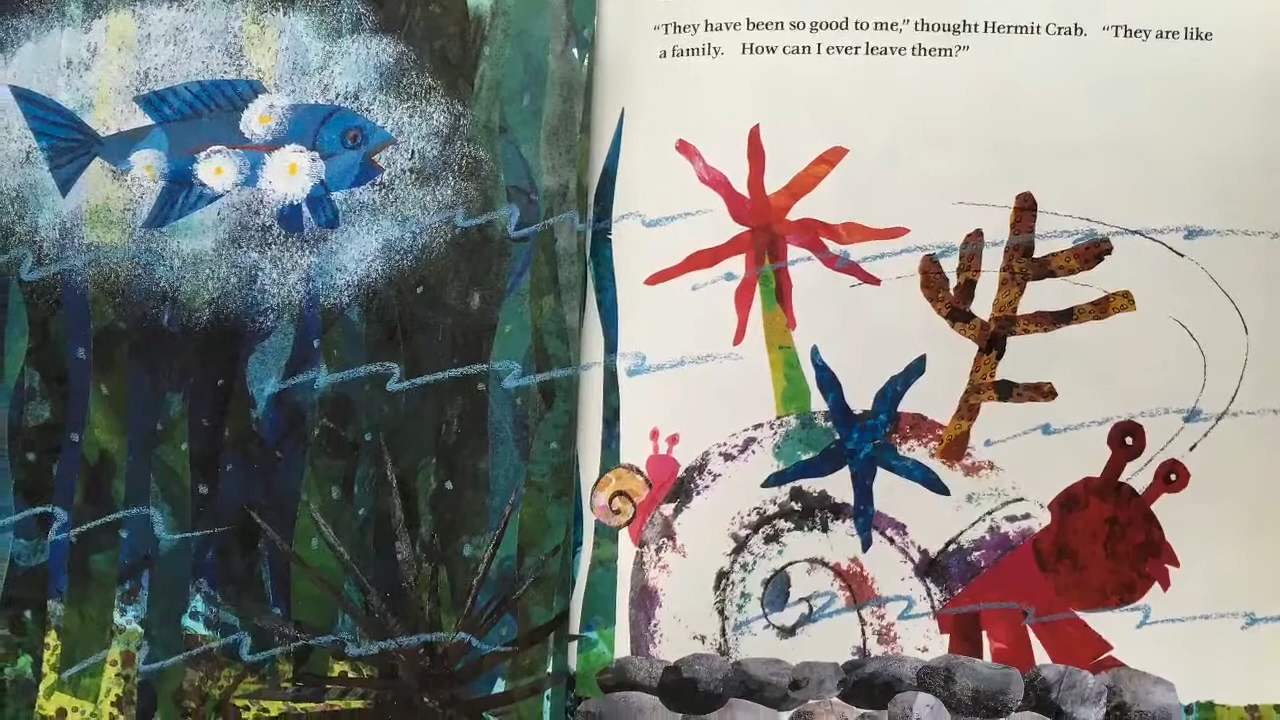 “They have been so good to me,” thought Hermit Crab. “They are like
a family. How can I ever leave them?”